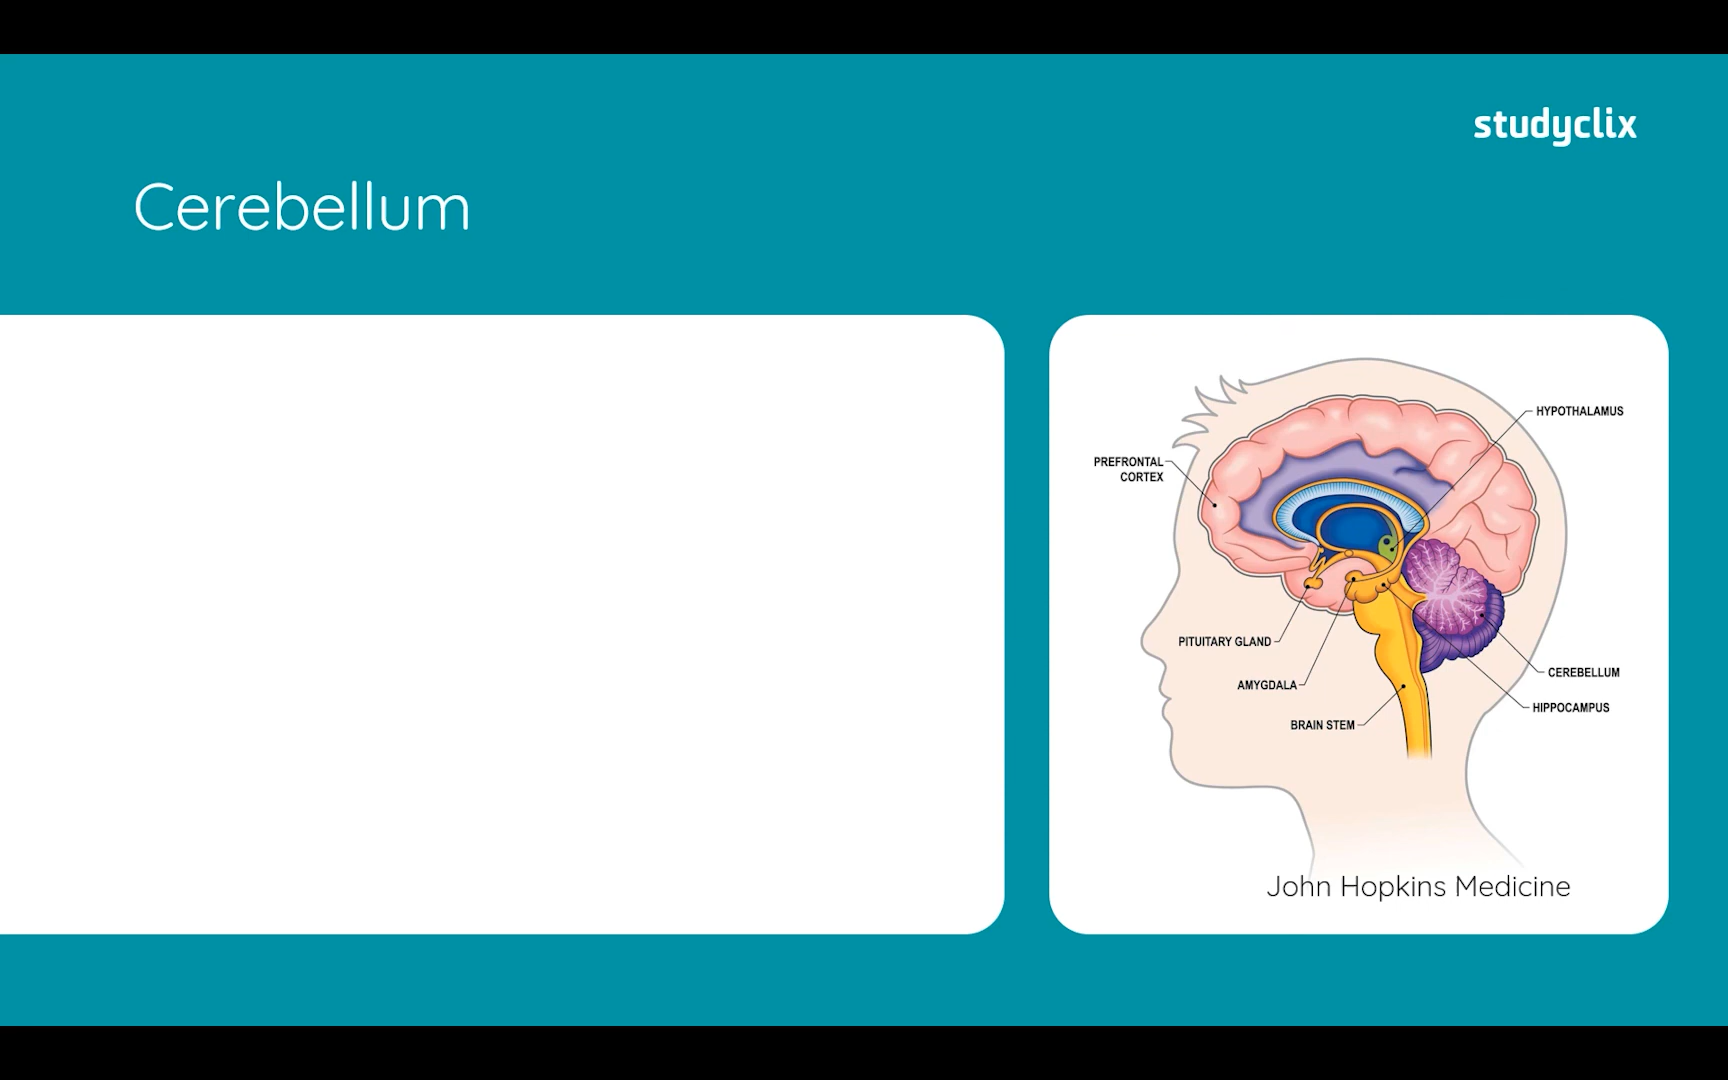 studyclix
Cerebellum
HYPOTHALAMUS
PREFRONTAL
CORTEX
PITUITARY GLAND
AMYGDALA
BRAIN STEM
CEREBELLUM
HIPPOCAMPUS
John Hopkins Medicine